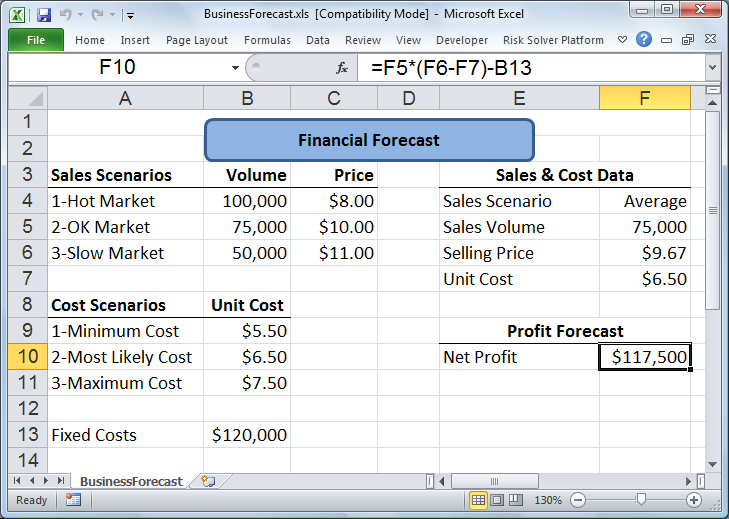 BusinessForecast.xls [Compatibility Mode] - Microsoft Excel
File Home Insert Page Layout Formulas Data Review View Developer Risk Solver Platform
F10 fx =F5*(F6-F7)-B13
A B C D E F
1
Financial Forecast
2
3 Sales Scenarios Volume Price Sales & Cost Data
4 1-Hot Market 100,000 $8.00 Sales Scenario Average
5 2-OK Market 75,000 $10.00 Sales Volume 75,000
6 3-Slow Market 50,000 $11.00 Selling Price $9.67
7 Unit Cost $6.50
8 Cost Scenarios Unit Cost
9 1-Minimum Cost $5.50 Profit Forecast
10 2-Most Likely Cost $6.50 Net Profit $117,500
11 3-Maximum Cost $7.50
12
13 Fixed Costs $120,000
14
BusinessForecast
Ready 130%